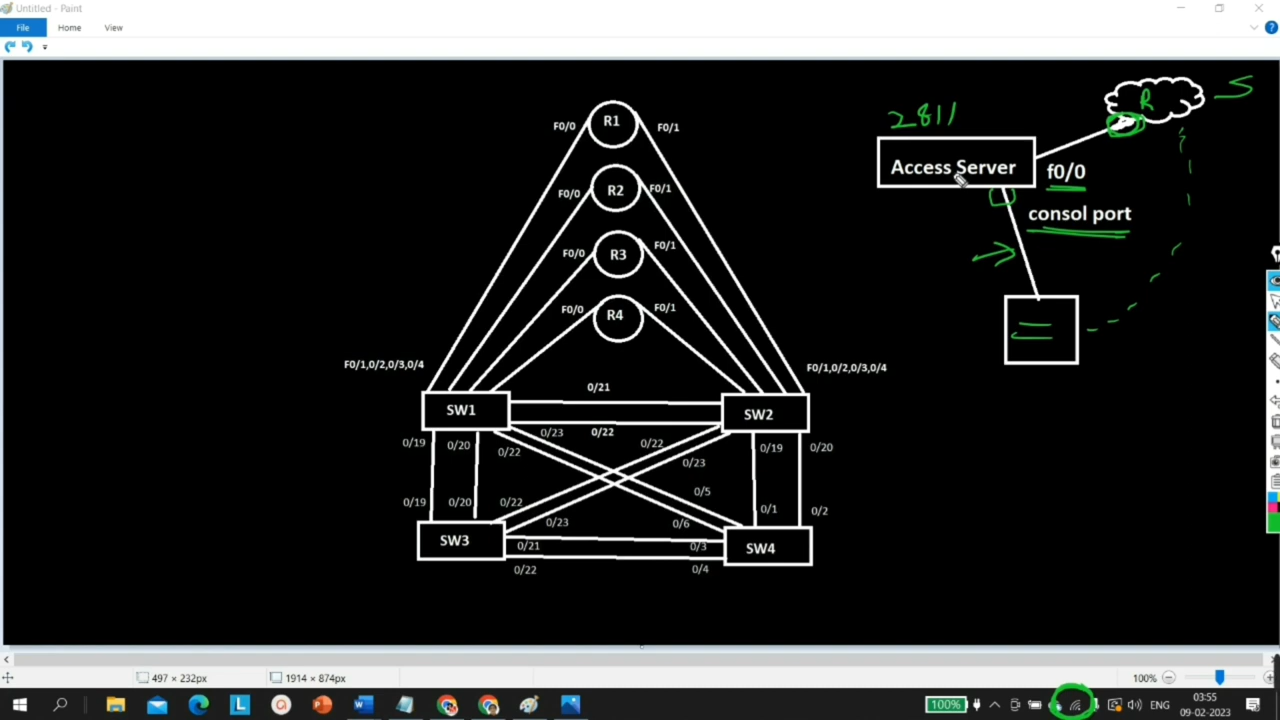 Untitled - Paint
File
Home
View
R1
F0/0
F0/1
R2
F0/0
F0/1
R3
F0/0
F0/1
R4
F0/0
F0/1
F0/1,0/2,0/3,0/4
F0/1,0/2,0/3,0/4
SW1
SW2
0/21
0/22
0/19
0/20
0/22
0/23
0/22
0/23
0/19
0/20
0/19
0/20
0/22
0/23
0/5
0/6
0/1
0/2
SW3
SW4
0/21
0/3
0/22
0/4
2811
R
S
Access Server
f0/0
consol port
497 × 232px
1914 × 874px
100%
100%
ENG
03:55
09-02-2023